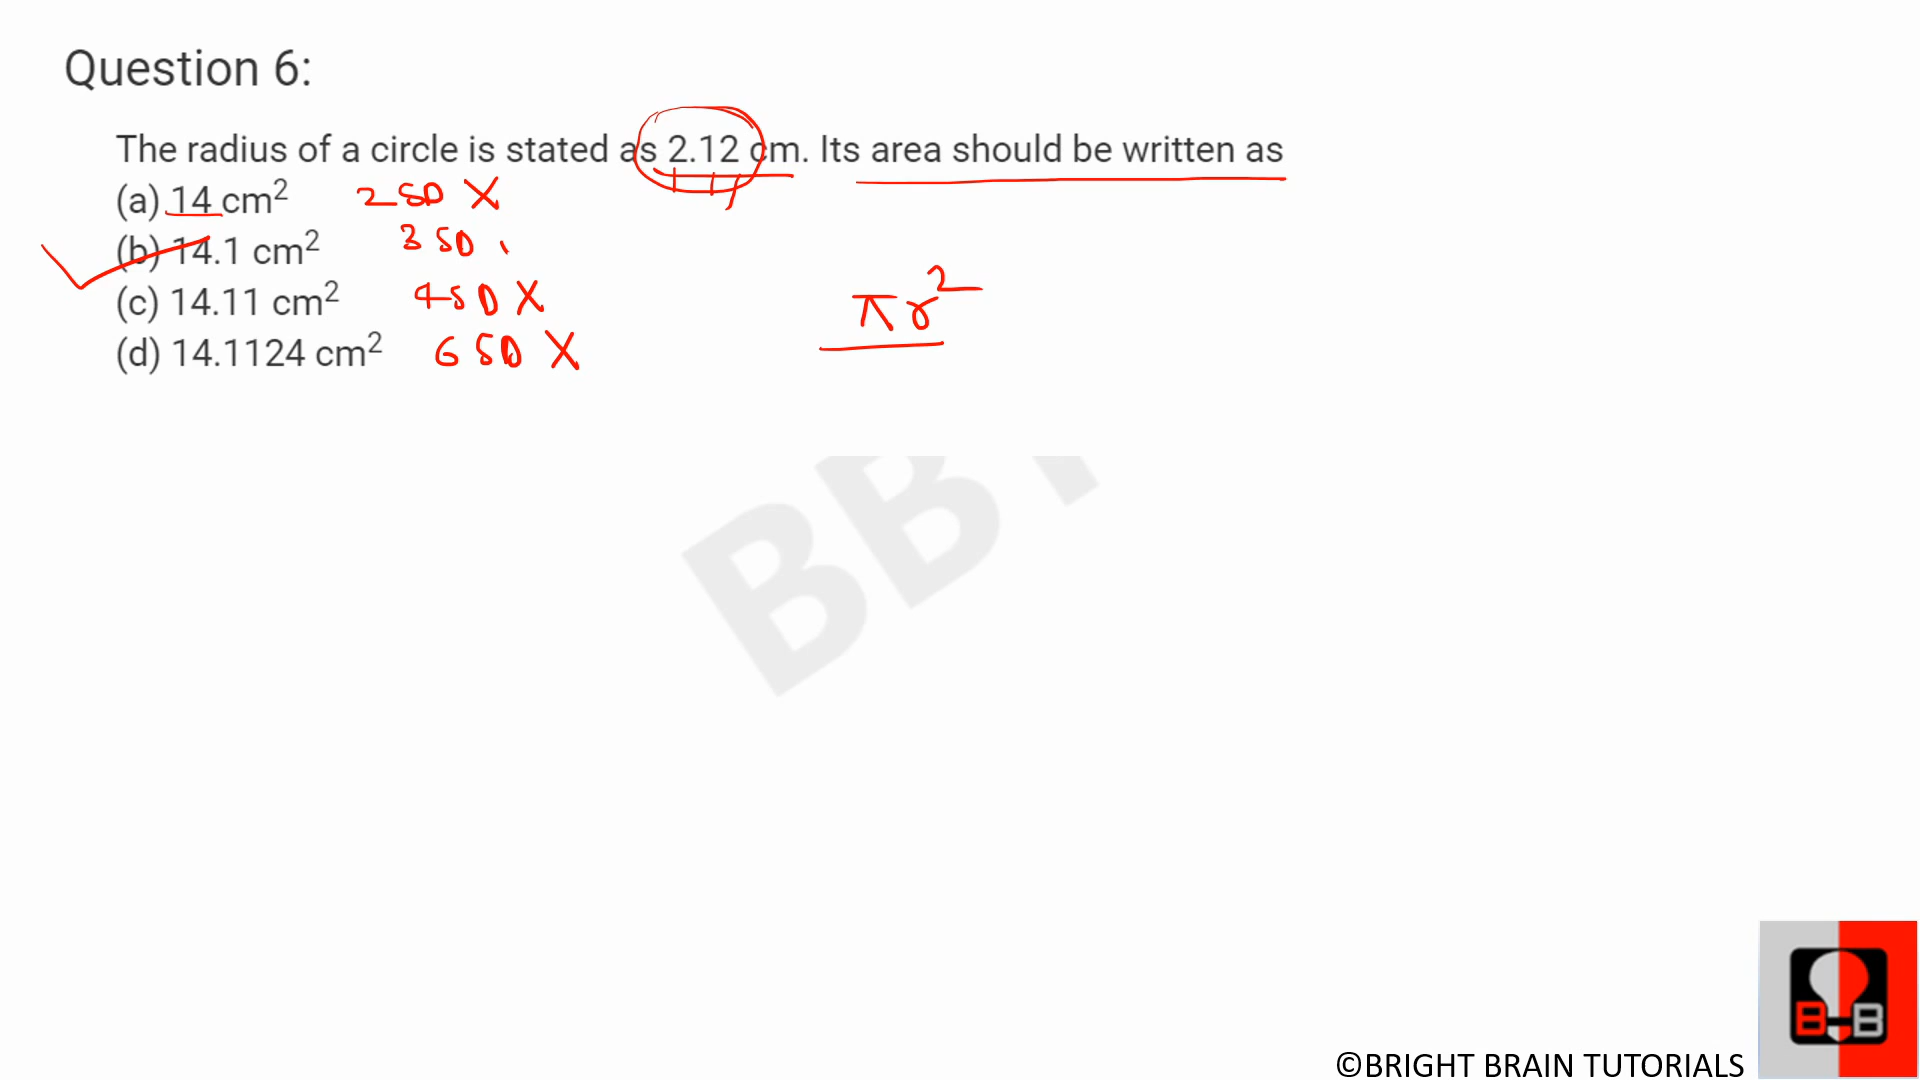 Question 6:
The radius of a circle is stated as 2.12 cm. Its area should be written as
(a) 14 cm² 2 SD X
(b) 14.1 cm² 3 SD
(c) 14.11 cm² 4 SD X
(d) 14.1124 cm² 6 SD X
πr²
BBT
B-B
©BRIGHT BRAIN TUTORIALS